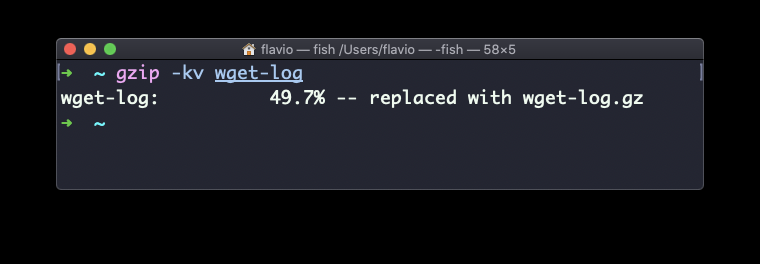 flavio — fish /Users/flavio — -fish — 58×5
➜  ~ gzip -kv wget-log
wget-log:          49.7% -- replaced with wget-log.gz
➜  ~